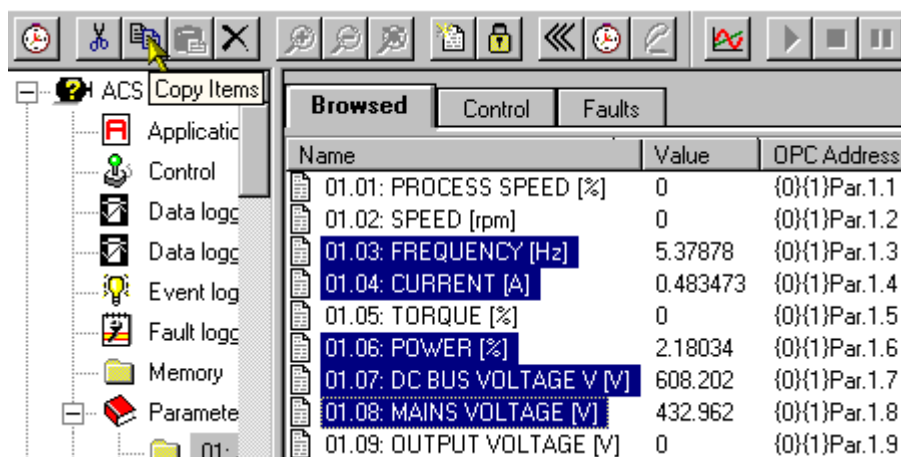 ACS
Copy Items
Applicatic
Control
Data logg
Data logg
Event log
Fault logg
Memory
Paramete
01:
Browsed Control Faults
Name Value OPC Address
01.01: PROCESS SPEED [%] 0 {0}{1}Par.1.1
01.02: SPEED [rpm] 0 {0}{1}Par.1.2
01.03: FREQUENCY [Hz] 5.37878 {0}{1}Par.1.3
01.04: CURRENT [A] 0.483473 {0}{1}Par.1.4
01.05: TORQUE [%] 0 {0}{1}Par.1.5
01.06: POWER [%] 2.18034 {0}{1}Par.1.6
01.07: DC BUS VOLTAGE V [V] 608.202 {0}{1}Par.1.7
01.08: MAINS VOLTAGE [V] 432.962 {0}{1}Par.1.8
01.09: OUTPUT VOLTAGE [V] 0 {0}{1}Par.1.9